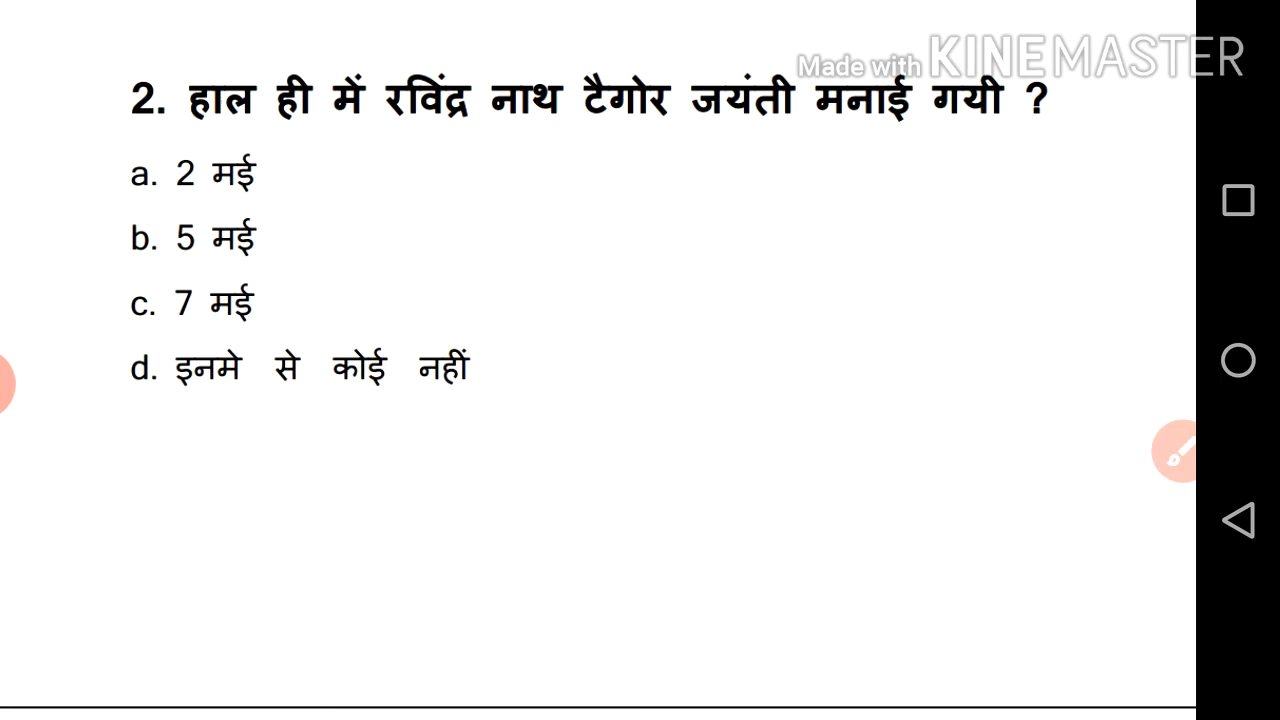 Made with KINEMASTER
2. हाल ही में रविंद्र नाथ टैगोर जयंती मनाई गयी ?
a. 2 मई
b. 5 मई
c. 7 मई
d. इनमे से कोई नहीं